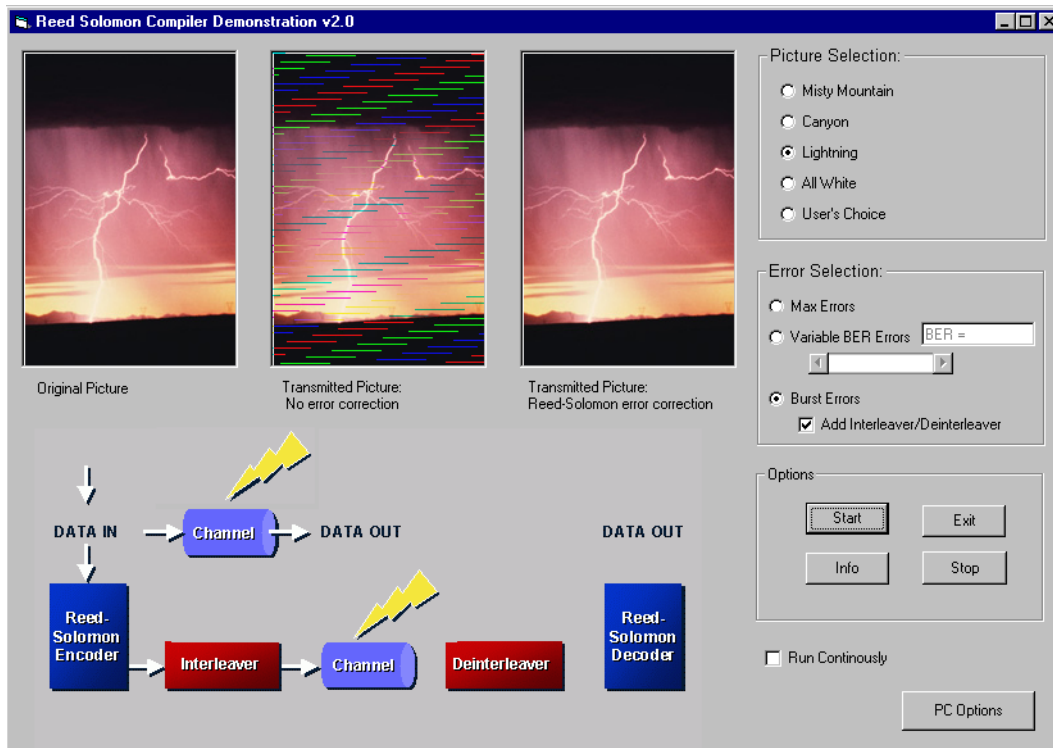 Reed Solomon Compiler Demonstration v2.0
Original Picture
Transmitted Picture:
No error correction
Transmitted Picture:
Reed-Solomon error correction
Picture Selection:
Misty Mountain
Canyon
Lightning
All White
User's Choice
Error Selection:
Max Errors
Variable BER Errors
BER =
Burst Errors
Add Interleaver/Deinterleaver
Options
Start
Exit
Info
Stop
Run Continously
PC Options
DATA IN
Channel
DATA OUT
DATA OUT
Reed-
Solomon
Encoder
Interleaver
Channel
Deinterleaver
Reed-
Solomon
Decoder